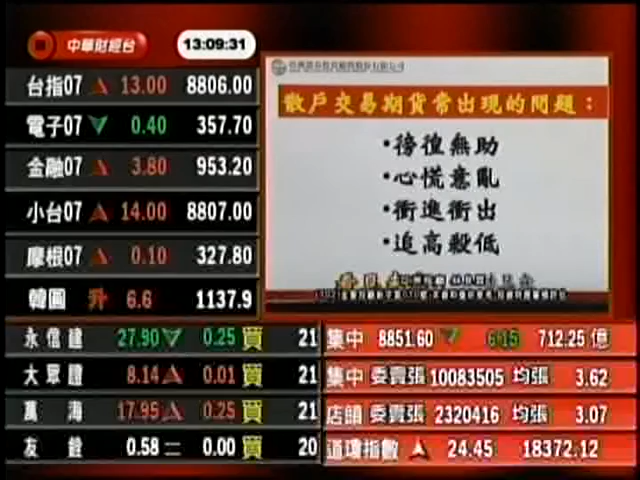 中華財經台
13:09:31
台指07 13.00 8806.00
電子07 0.40 357.70
金融07 3.80 953.20
小台07 14.00 8807.00
摩根07 0.10 327.80
韓圓 升 6.6 1137.9
散戶交易期貨常出現的問題：
•徬徨無助
•心慌意亂
•衝進衝出
•追高殺低
永信建 27.90 0.25 買 21
大眾證 8.14 0.01 買 21
萬海 17.95 0.25 買 21
友銓 0.58 二 0.00 買 20
集中 8851.60 6.15 712.25 億
集中 委賣張 10083505 均張 3.62
店頭 委賣張 2320416 均張 3.07
道瓊指數 24.45 18372.12